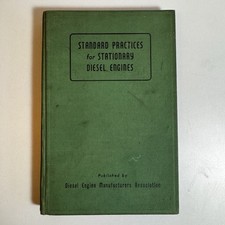 STANDARD PRACTICES
for STATIONARY
DIESEL ENGINES
Published by
Diesel Engine Manufacturers Association